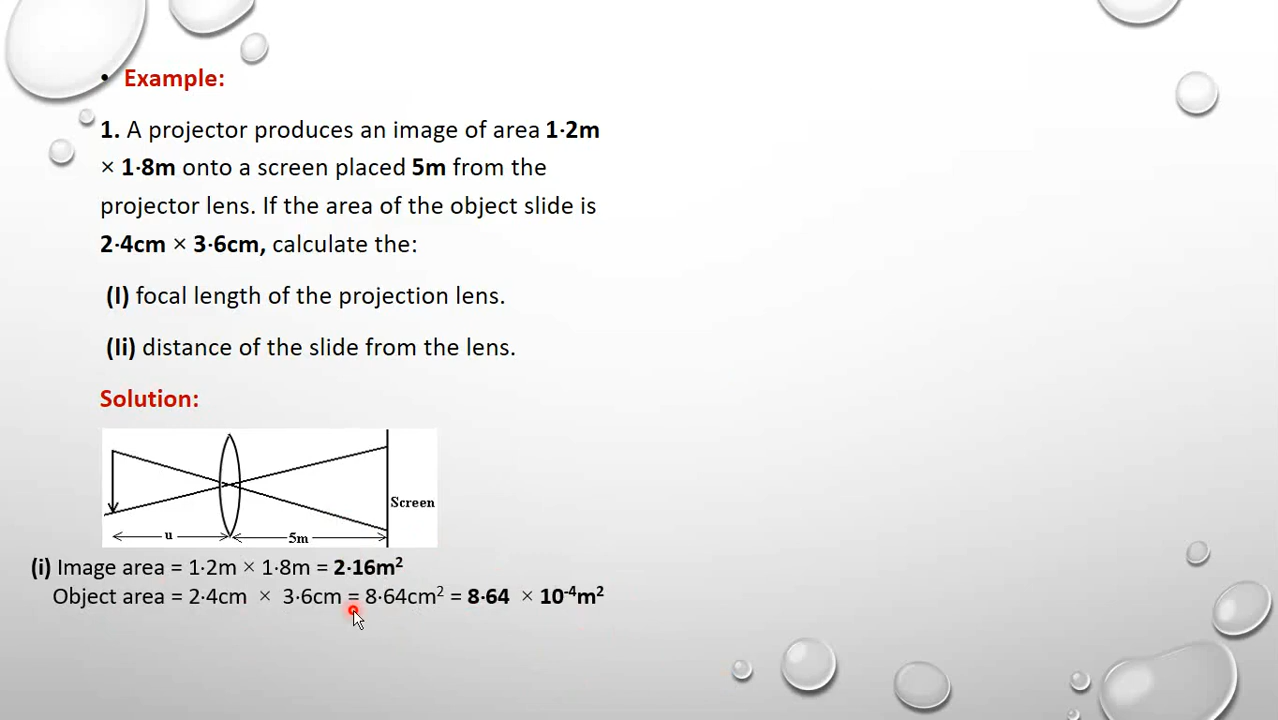 • Example:
1. A projector produces an image of area 1·2m
× 1·8m onto a screen placed 5m from the
projector lens. If the area of the object slide is
2·4cm × 3·6cm, calculate the:
(I) focal length of the projection lens.
(Ii) distance of the slide from the lens.
Solution:
Screen
u
5m
(i) Image area = 1·2m × 1·8m = 2·16m²
Object area = 2·4cm × 3·6cm = 8·64cm² = 8·64 × 10⁻⁴m²